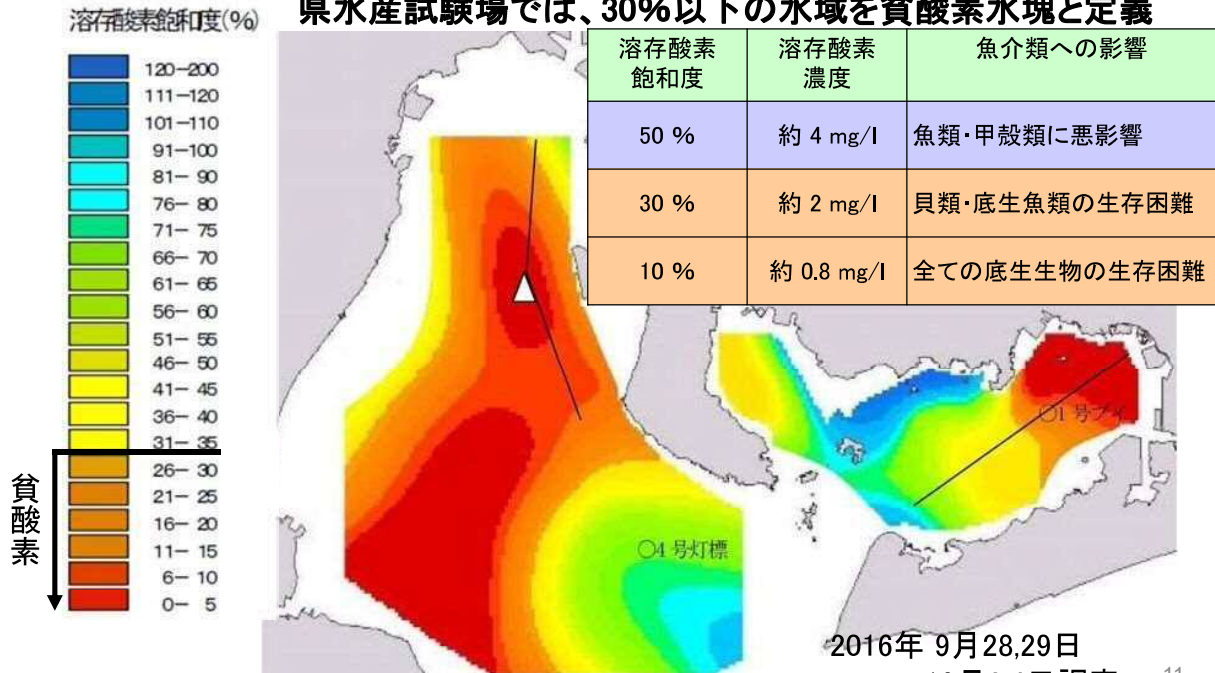 県水産試験場では、30%以下の水域を貧酸素水塊と定義
溶存酸素飽和度(%)
120-200
111-120
101-110
91-100
81- 90
76- 80
71- 75
66- 70
61- 65
56- 60
51- 55
46- 50
41- 45
36- 40
31- 35
26- 30
21- 25
16- 20
11- 15
6- 10
0- 5
貧酸素
溶存酸素
飽和度
溶存酸素
濃度
魚介類への影響
50 %
約 4 mg/l
魚類・甲殻類に悪影響
30 %
約 2 mg/l
貝類・底生魚類の生存困難
10 %
約 0.8 mg/l
全ての底生生物の生存困難
○1 号ブイ
○4 号灯標
2016年 9月28,29日